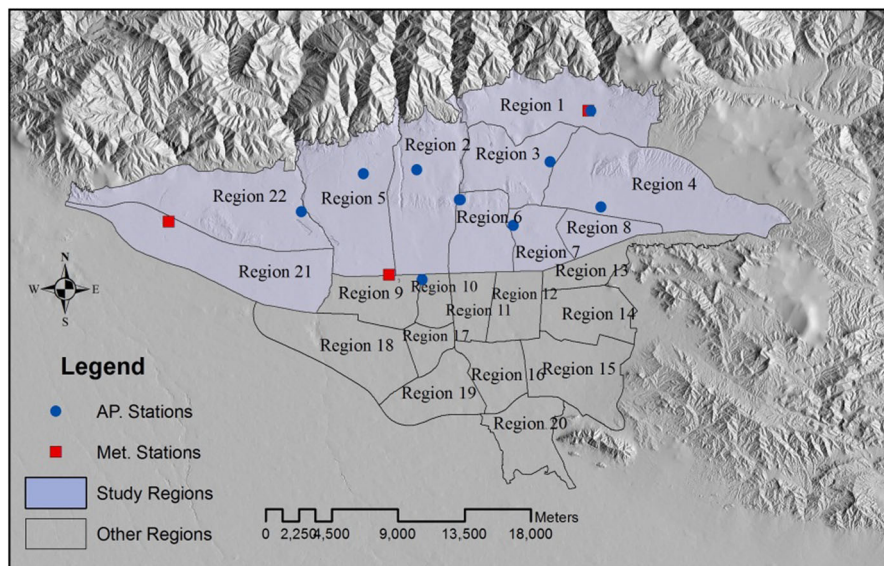 Region 1
Region 2
Region 3
Region 4
Region 22
Region 5
Region 6
Region 8
Region 7
Region 21
Region 13
Region 9
Region 10
Region 12
Region 11
Region 14
Region 17
Region 18
Region 16
Region 15
Region 19
Region 20
N
W
E
S
Legend
AP. Stations
Met. Stations
Study Regions
Other Regions
Meters
0 2,250 4,500 9,000 13,500 18,000